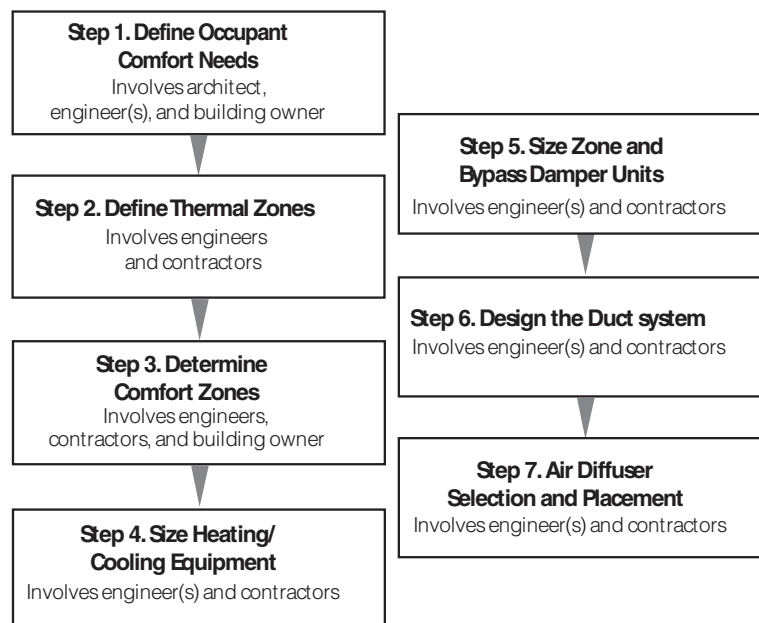 Step 1. Define Occupant
Comfort Needs
Involves architect,
engineer(s), and building owner
Step 2. Define Thermal Zones
Involves engineers
and contractors
Step 3. Determine
Comfort Zones
Involves engineers,
contractors, and building owner
Step 4. Size Heating/
Cooling Equipment
Involves engineer(s) and contractors
Step 5. Size Zone and
Bypass Damper Units
Involves engineer(s) and contractors
Step 6. Design the Duct system
Involves engineer(s) and contractors
Step 7. Air Diffuser
Selection and Placement
Involves engineer(s) and contractors